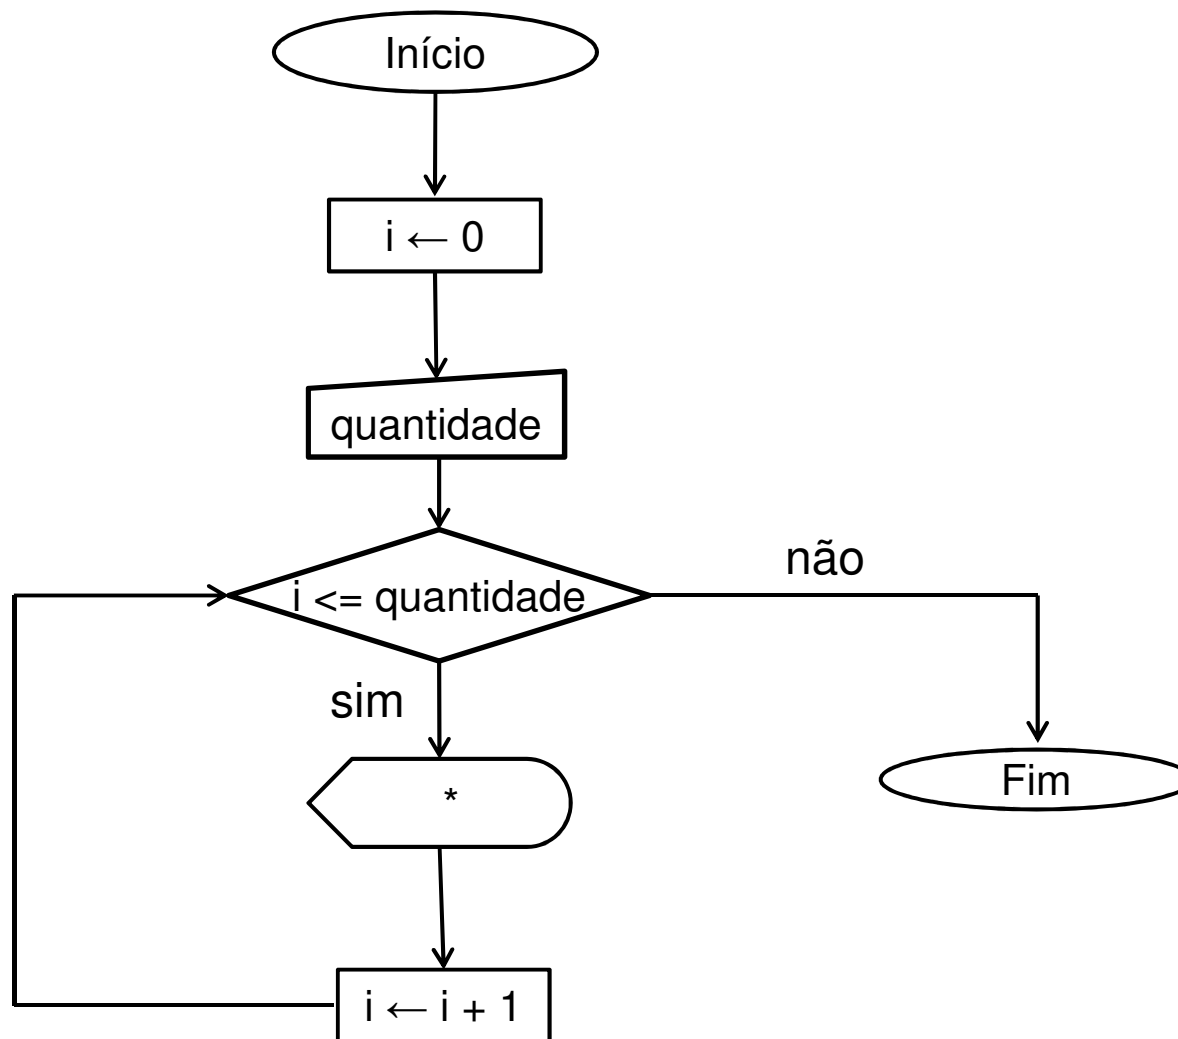 Início
i ← 0
quantidade
i <= quantidade
não
sim
*
Fim
i ← i + 1